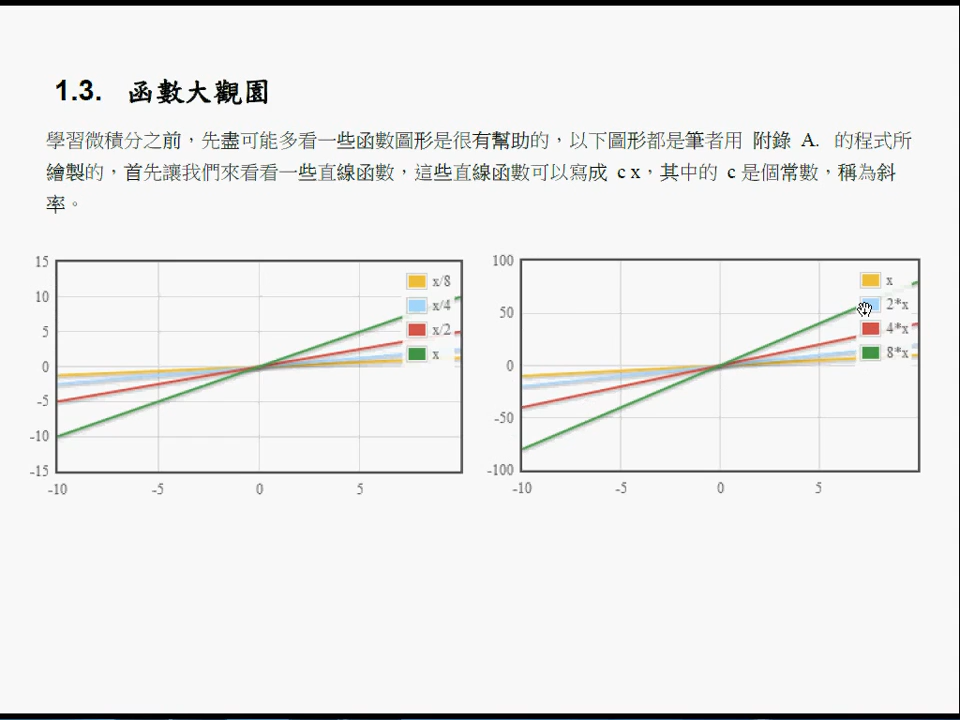 1.3. 函數大觀園
學習微積分之前，先盡可能多看一些函數圖形是很有幫助的，以下圖形都是筆者用 附錄 A. 的程式所
繪製的，首先讓我們來看看一些直線函數，這些直線函數可以寫成 c x，其中的 c 是個常數，稱為斜
率。
15
10
5
0
-5
-10
-15
-10 -5 0 5
x/8
x/4
x/2
x
100
50
0
-50
-100
-10 -5 0 5
x
2*x
4*x
8*x